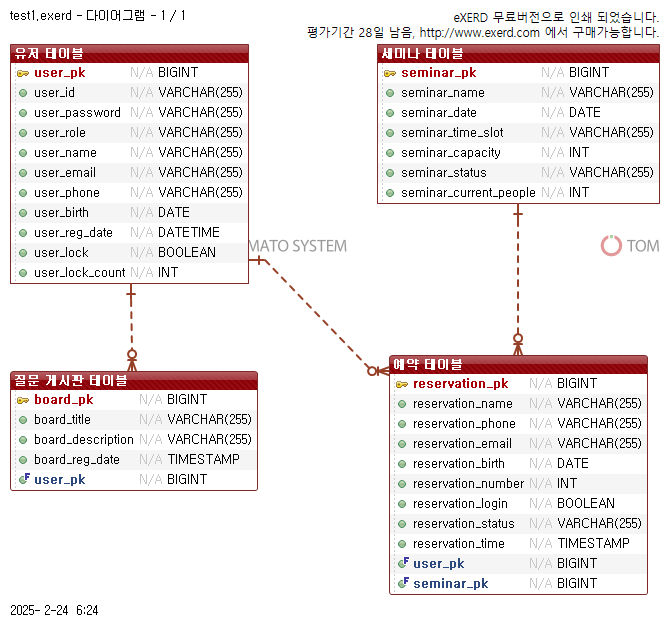 test1.exerd - 다이어그램 - 1 / 1
eXERD 무료버전으로 인쇄 되었습니다.
평가기간 28일 남음, http://www.exerd.com 에서 구매가능합니다.
유저 테이블
user_pk N/A BIGINT
user_id N/A VARCHAR(255)
user_password N/A VARCHAR(255)
user_role N/A VARCHAR(255)
user_name N/A VARCHAR(255)
user_email N/A VARCHAR(255)
user_phone N/A VARCHAR(255)
user_birth N/A DATE
user_reg_date N/A DATETIME
user_lock N/A BOOLEAN
user_lock_count N/A INT
세미나 테이블
seminar_pk N/A BIGINT
seminar_name N/A VARCHAR(255)
seminar_date N/A DATE
seminar_time_slot N/A VARCHAR(255)
seminar_capacity N/A INT
seminar_status N/A VARCHAR(255)
seminar_current_people N/A INT
MATO SYSTEM
TOM
질문 게시판 테이블
board_pk N/A BIGINT
board_title N/A VARCHAR(255)
board_description N/A VARCHAR(255)
board_reg_date N/A TIMESTAMP
F user_pk N/A BIGINT
예약 테이블
reservation_pk N/A BIGINT
reservation_name N/A VARCHAR(255)
reservation_phone N/A VARCHAR(255)
reservation_email N/A VARCHAR(255)
reservation_birth N/A DATE
reservation_number N/A INT
reservation_login N/A BOOLEAN
reservation_status N/A VARCHAR(255)
reservation_time N/A TIMESTAMP
F user_pk N/A BIGINT
F seminar_pk N/A BIGINT
2025- 2-24 6:24